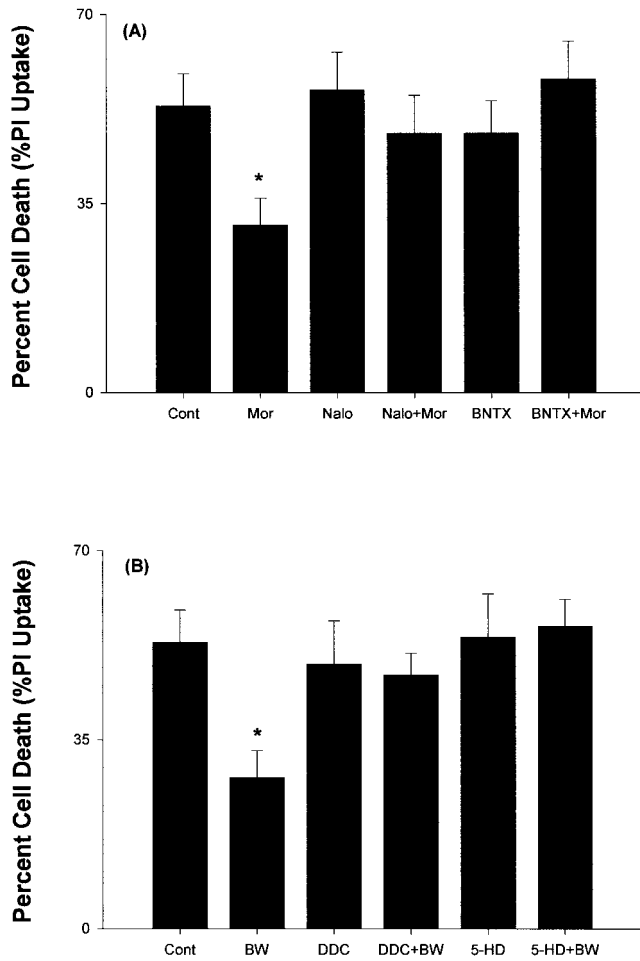 (A)
Percent Cell Death (%PI Uptake)
70
35
0
*
Cont Mor Nalo Nalo+Mor BNTX BNTX+Mor
(B)
Percent Cell Death (%PI Uptake)
70
35
0
*
Cont BW DDC DDC+BW 5-HD 5-HD+BW